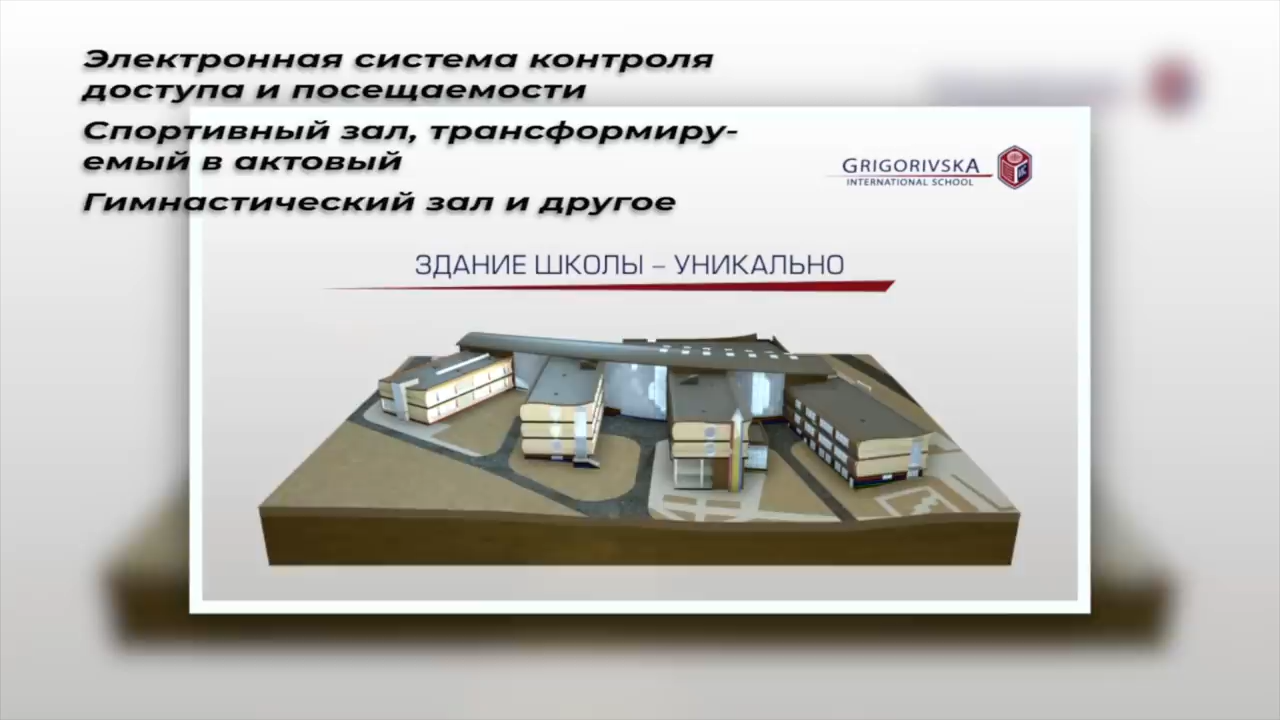 Электронная система контроля
доступа и посещаемости
Спортивный зал, трансформиру-
емый в актовый
Гимнастический зал и другое
GRIGORIVSKA
INTERNATIONAL SCHOOL
ЗДАНИЕ ШКОЛЫ – УНИКАЛЬНО